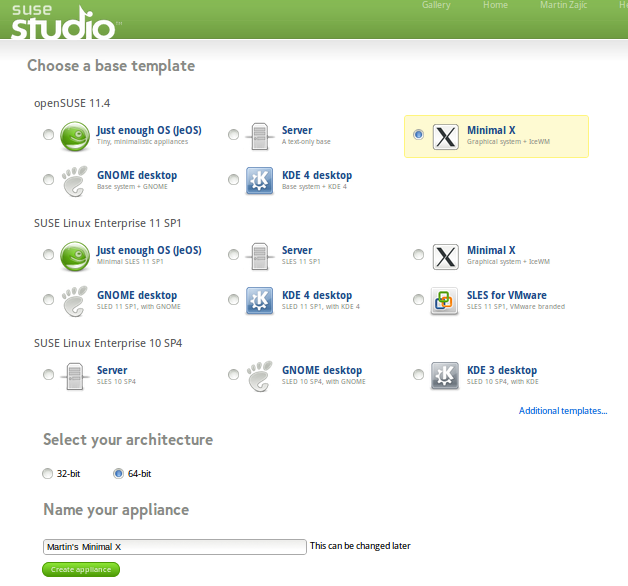 suse
studio™
Gallery Home Martin Zajíc
Choose a base template
openSUSE 11.4
Just enough OS (JeOS)
Tiny, minimalistic appliances
Server
A text-only base
Minimal X
Graphical system + IceWM
GNOME desktop
Base system + GNOME
KDE 4 desktop
Base system + KDE 4
SUSE Linux Enterprise 11 SP1
Just enough OS (JeOS)
Minimal SLES 11 SP1
Server
SLES 11 SP1
Minimal X
Graphical system + IceWM
GNOME desktop
SLED 11 SP1, with GNOME
KDE 4 desktop
SLED 11 SP1, with KDE 4
SLES for VMware
SLES 11 SP1, VMware branded
SUSE Linux Enterprise 10 SP4
Server
SLES 10 SP4
GNOME desktop
SLED 10 SP4, with GNOME
KDE 3 desktop
SLED 10 SP4, with KDE
Additional templates...
Select your architecture
32-bit
64-bit
Name your appliance
Martin's Minimal X
This can be changed later
Create appliance